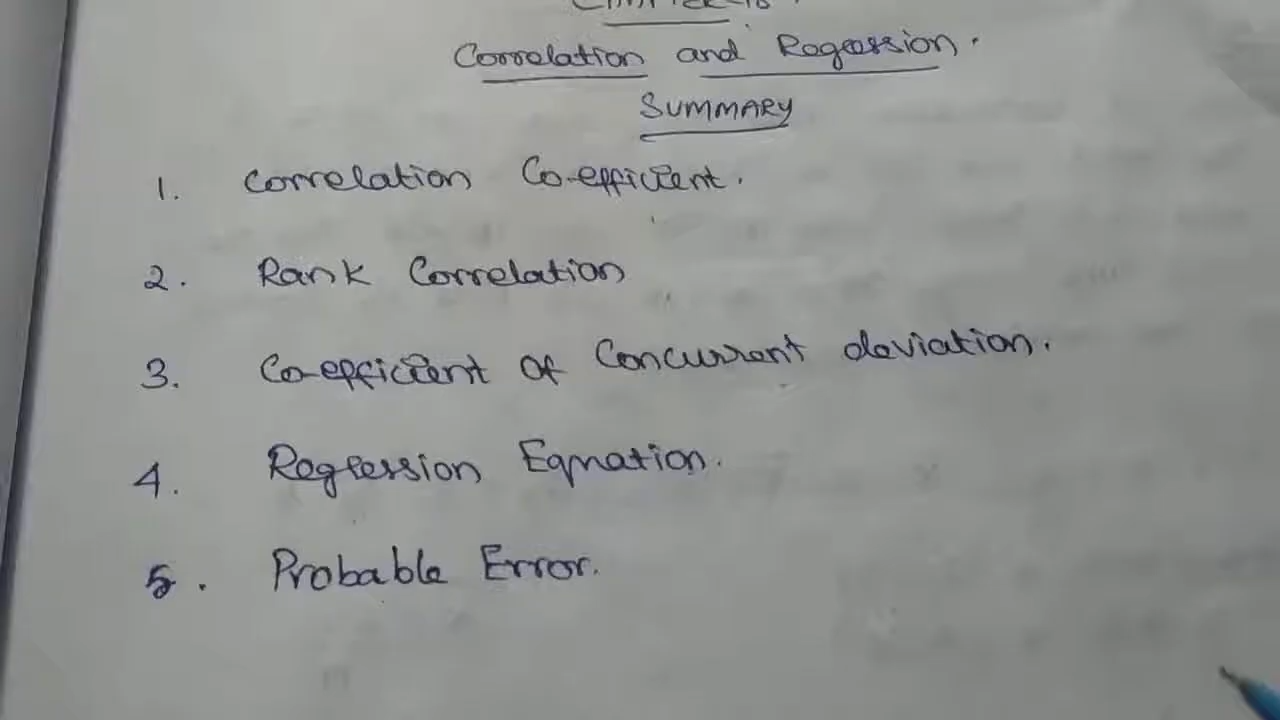 Correlation and Regression.
SUMMARY
1. Correlation Co-efficient.
2. Rank Correlation
3. Co-efficient of Concurrent deviation.
4. Regression Equation.
5. Probable Error.